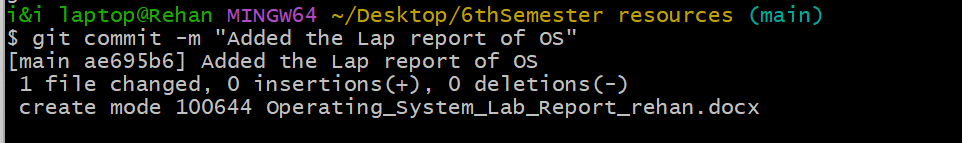 i&i laptop@Rehan MINGW64 ~/Desktop/6thSemester resources (main)
$ git commit -m "Added the Lap report of OS"
[main ae695b6] Added the Lap report of OS
 1 file changed, 0 insertions(+), 0 deletions(-)
 create mode 100644 Operating_System_Lab_Report_rehan.docx